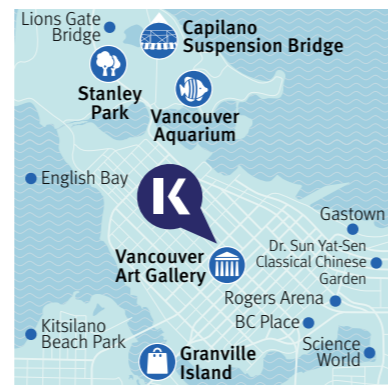 Lions Gate
Bridge
Capilano
Suspension Bridge
Stanley
Park
Vancouver
Aquarium
English Bay
K
Gastown
Vancouver
Art Gallery
Dr. Sun Yat-Sen
Classical Chinese
Garden
Rogers Arena
BC Place
Kitsilano
Beach Park
Granville
Island
Science
World